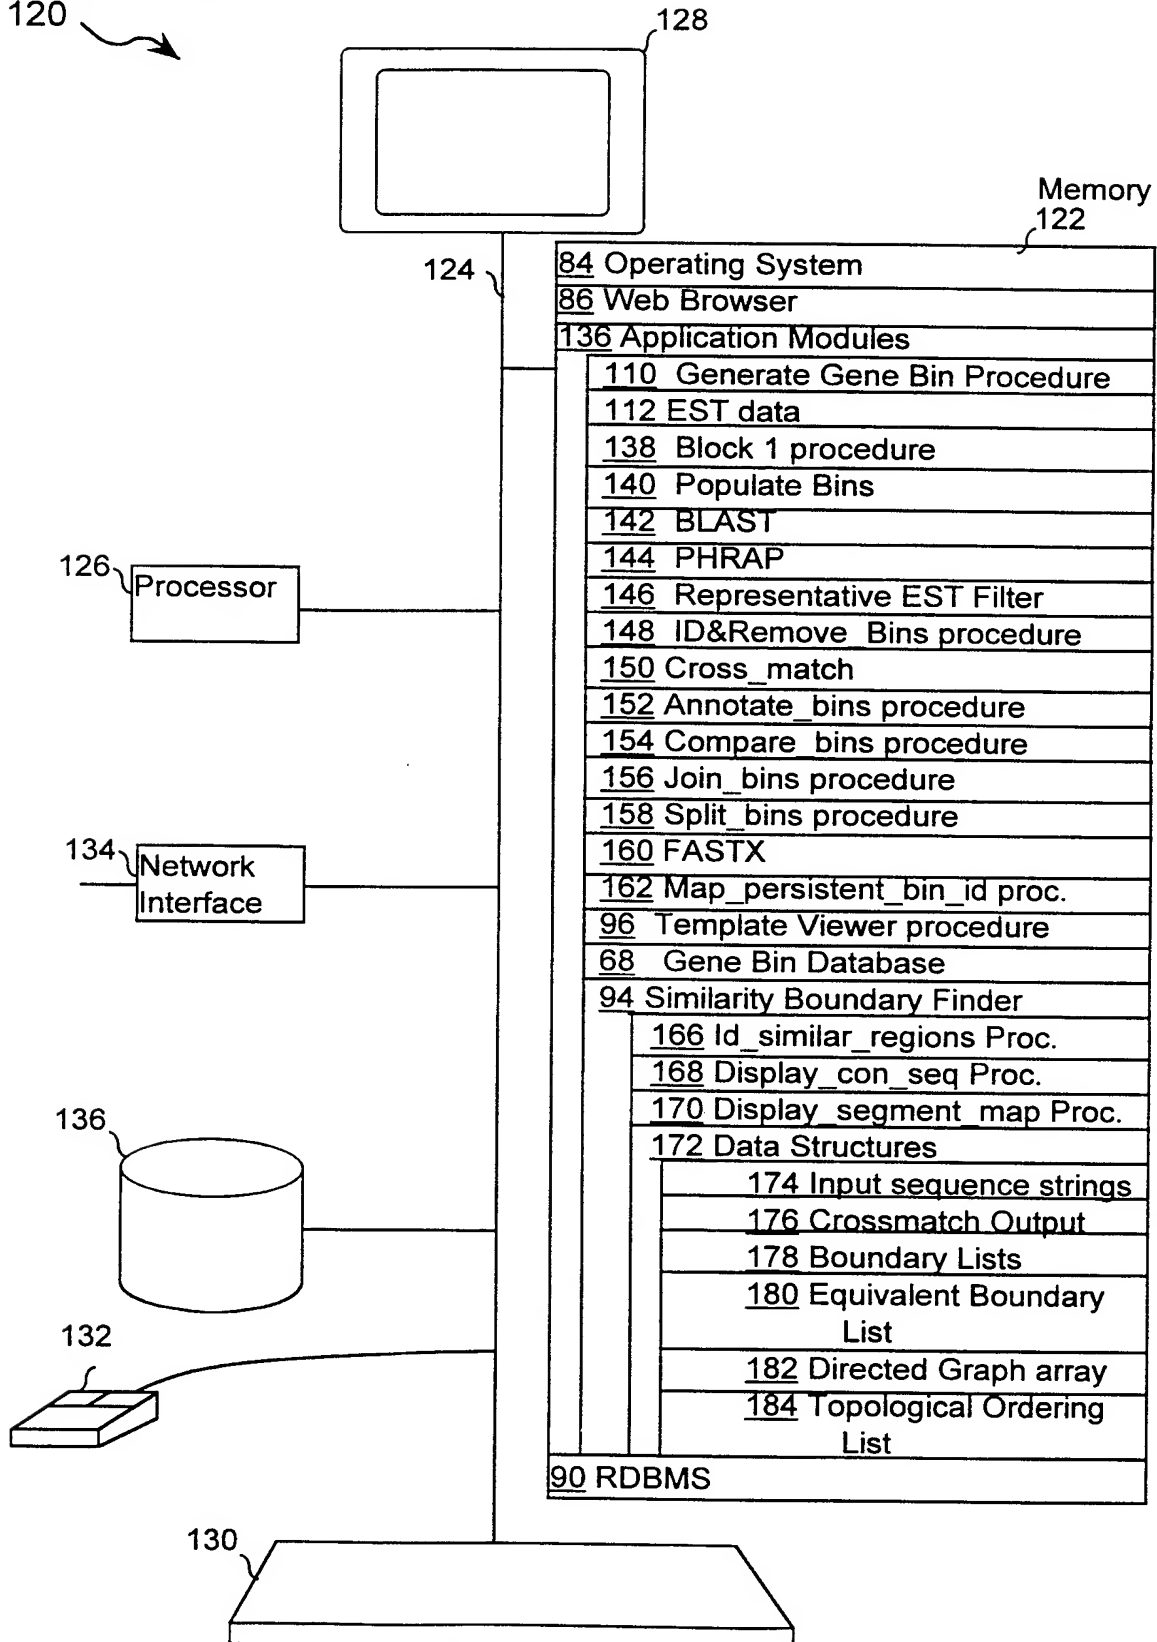 120
128
Memory
122
124
84 Operating System
86 Web Browser
136 Application Modules
110 Generate Gene Bin Procedure
112 EST data
138 Block 1 procedure
140 Populate Bins
142 BLAST
144 PHRAP
146 Representative EST Filter
148 ID&Remove_Bins procedure
150 Cross_match
152 Annotate_bins procedure
154 Compare_bins procedure
156 Join_bins procedure
158 Split_bins procedure
160 FASTX
162 Map_persistent_bin_id proc.
96 Template Viewer procedure
68 Gene Bin Database
94 Similarity Boundary Finder
166 Id_similar_regions Proc.
168 Display_con_seq Proc.
170 Display_segment_map Proc.
172 Data Structures
174 Input sequence strings
176 Crossmatch Output
178 Boundary Lists
180 Equivalent Boundary
List
182 Directed Graph array
184 Topological Ordering
List
90 RDBMS
126
Processor
134
Network
Interface
136
132
130